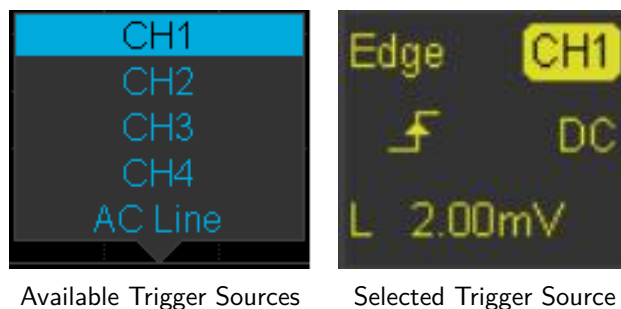 CH1
CH2
CH3
CH4
AC Line
Edge CH1
DC
L 2.00mV
Available Trigger Sources
Selected Trigger Source